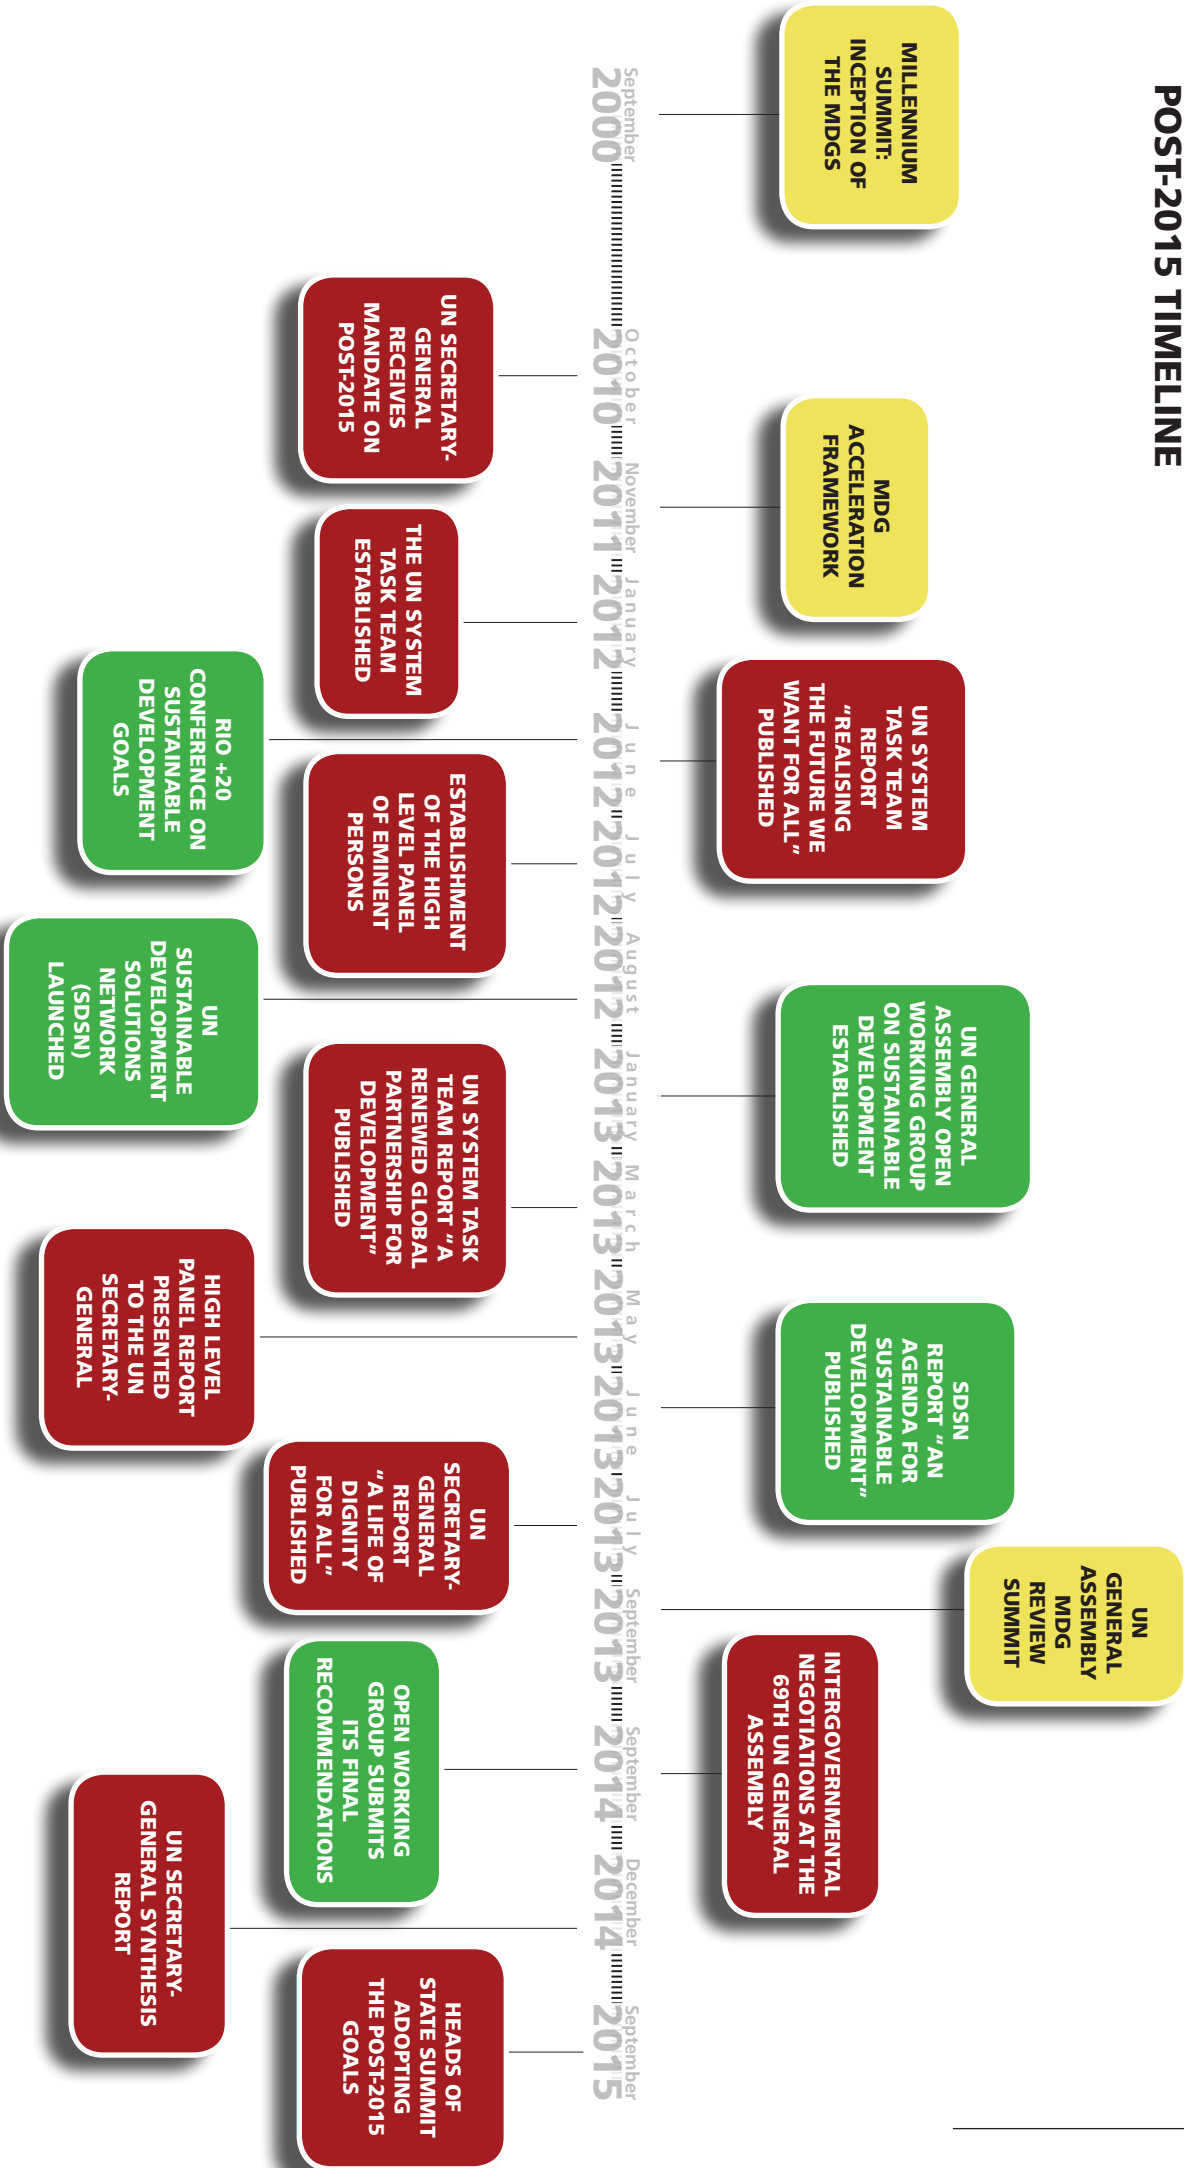 POST-2015 TIMELINE
MILLENNIUM
SUMMIT:
INCEPTION OF
THE MDGS
MDG
ACCELERATION
FRAMEWORK
UN SYSTEM
TASK TEAM
REPORT
“REALISING
THE FUTURE WE
WANT FOR ALL”
PUBLISHED
UN GENERAL
ASSEMBLY OPEN
WORKING GROUP
ON SUSTAINABLE
DEVELOPMENT
ESTABLISHED
SDSN
REPORT “AN
AGENDA FOR
SUSTAINABLE
DEVELOPMENT”
PUBLISHED
UN
GENERAL
ASSEMBLY
MDG
REVIEW
SUMMIT
INTERGOVERNMENTAL
NEGOTIATIONS AT THE
69TH UN GENERAL
ASSEMBLY
September
2000
October
2010
November
2011
January
2012
June
2012
July
2012
August
2012
January
2013
March
2013
May
2013
June
2013
July
2013
September
2013
September
2014
December
2014
September
2015
UN SECRETARY-
GENERAL
RECEIVES
MANDATE ON
POST-2015
THE UN SYSTEM
TASK TEAM
ESTABLISHED
RIO +20
CONFERENCE ON
SUSTAINABLE
DEVELOPMENT
GOALS
ESTABLISHMENT
OF THE HIGH
LEVEL PANEL
OF EMINENT
PERSONS
UN
SUSTAINABLE
DEVELOPMENT
SOLUTIONS
NETWORK
(SDSN)
LAUNCHED
UN SYSTEM TASK
TEAM REPORT “A
RENEWED GLOBAL
PARTNERSHIP FOR
DEVELOPMENT”
PUBLISHED
HIGH LEVEL
PANEL REPORT
PRESENTED
TO THE UN
SECRETARY-
GENERAL
UN
SECRETARY-
GENERAL
REPORT
“A LIFE OF
DIGNITY
FOR ALL”
PUBLISHED
OPEN WORKING
GROUP SUBMITS
ITS FINAL
RECOMMENDATIONS
UN SECRETARY-
GENERAL SYNTHESIS
REPORT
HEADS OF
STATE SUMMIT
ADOPTING
THE POST-2015
GOALS